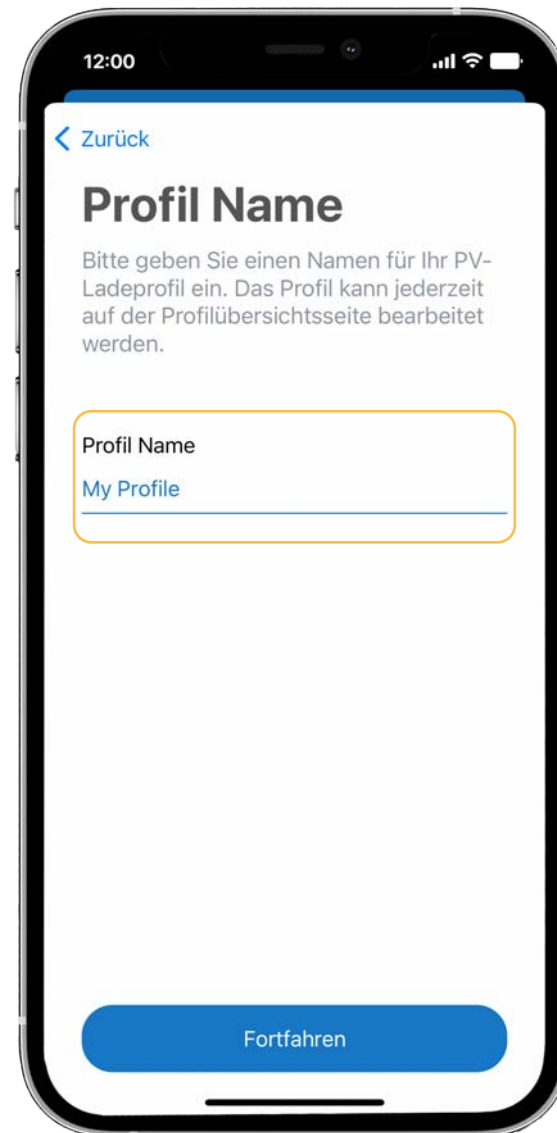 12:00
Zurück
Profil Name
Bitte geben Sie einen Namen für Ihr PV-
Ladeprofil ein. Das Profil kann jederzeit
auf der Profilübersichtsseite bearbeitet
werden.
Profil Name
My Profile
Fortfahren